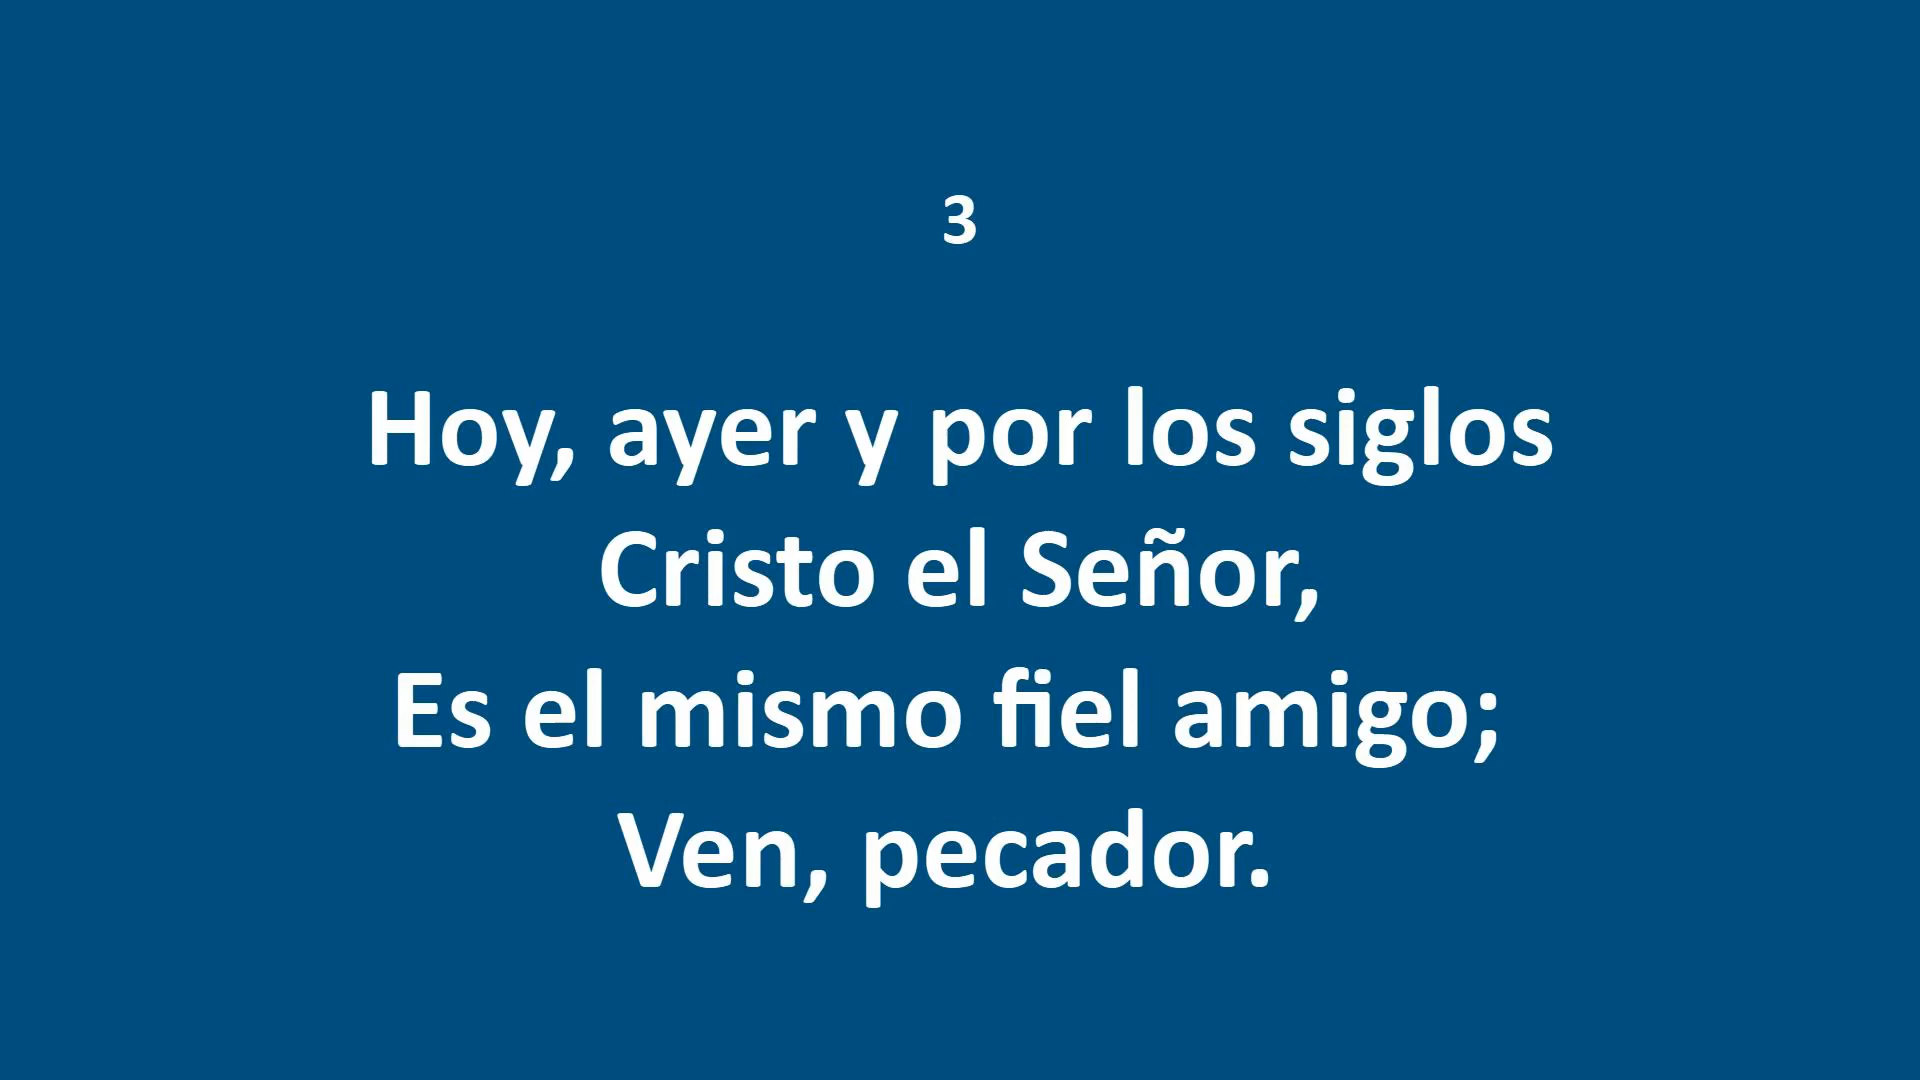 3
Hoy, ayer y por los siglos
Cristo el Señor,
Es el mismo fiel amigo;
Ven, pecador.